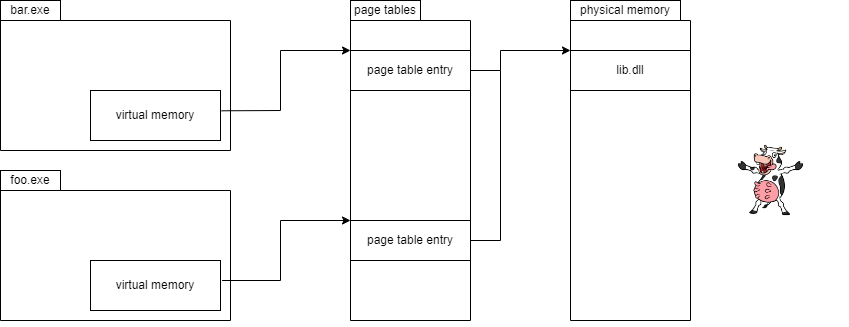 bar.exe
page tables
physical memory
page table entry
lib.dll
virtual memory
foo.exe
page table entry
virtual memory